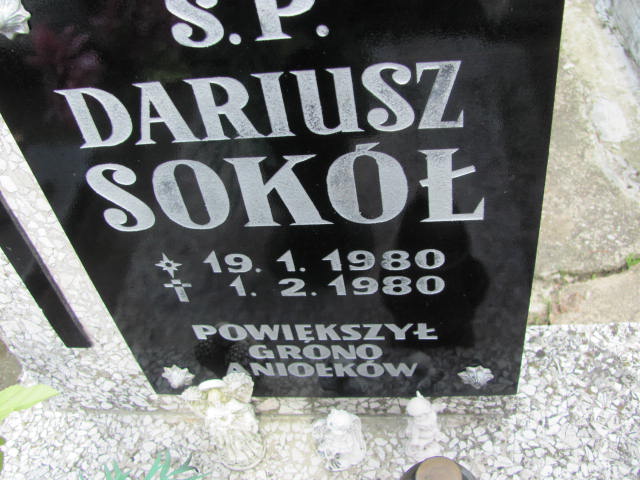 Ś.P.
DARIUSZ
SOKÓŁ
19. 1. 1980
1. 2. 1980
POWIĘKSZYŁ
GRONO
ANIOŁKÓW